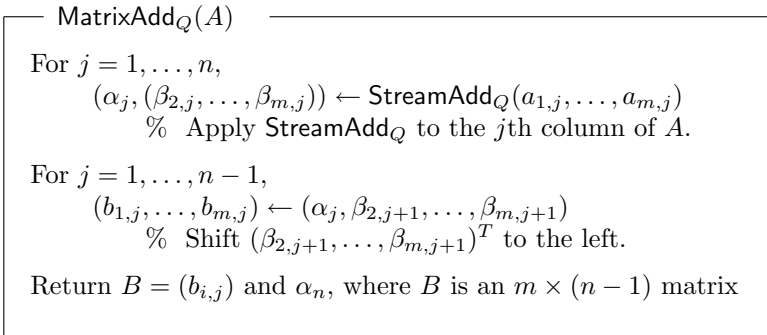 MatrixAdd_Q(A)
For j = 1, . . . , n,
(α_j, (β_{2,j}, . . . , β_{m,j})) ← StreamAdd_Q(a_{1,j}, . . . , a_{m,j})
% Apply StreamAdd_Q to the jth column of A.
For j = 1, . . . , n − 1,
(b_{1,j}, . . . , b_{m,j}) ← (α_j, β_{2,j+1}, . . . , β_{m,j+1})
% Shift (β_{2,j+1}, . . . , β_{m,j+1})^T to the left.
Return B = (b_{i,j}) and α_n, where B is an m × (n − 1) matrix